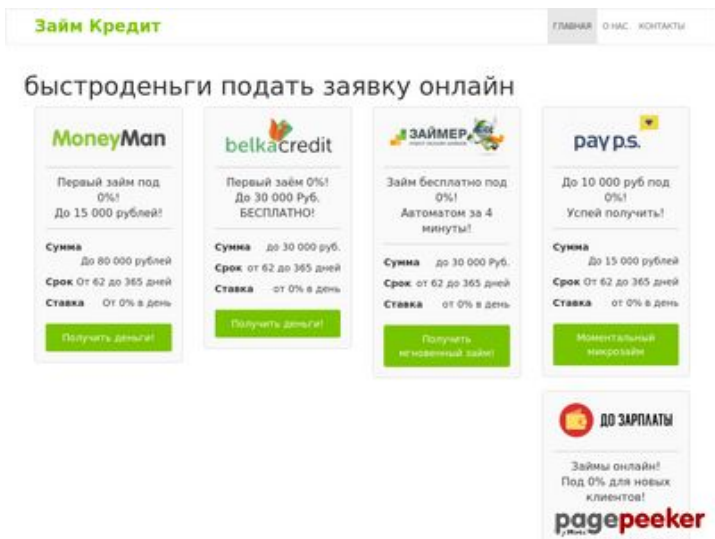 Займ Кредит
ГЛАВНАЯ О НАС КОНТАКТЫ
быстроденьги подать заявку онлайн
MoneyMan
Первый займ под
0%!
До 15 000 рублей!
Сумма
До 80 000 рублей
Срок От 62 до 365 дней
Ставка От 0% в день
Получить деньги!
belkacredit
Первый заём 0%!
До 30 000 Руб.
БЕСПЛАТНО!
Сумма до 30 000 руб.
Срок от 62 до 365 дней
Ставка от 0% в день
Получить деньги!
ЗАЙМЕР
Займ бесплатно под
0%!
Автоматом за 4
минуты!
Сумма до 30 000 Руб.
Срок от 62 до 365 дней
Ставка от 0% в день
Получить
мгновенный займ!
pay p.s.
До 10 000 руб под
0%!
Успей получить!
Сумма
До 15 000 рублей
Срок От 62 до 365 дней
Ставка от 0% в день
Моментальный
микрозайм
ДО ЗАРПЛАТЫ
Займы онлайн!
Под 0% для новых
клиентов!
pagepeeker